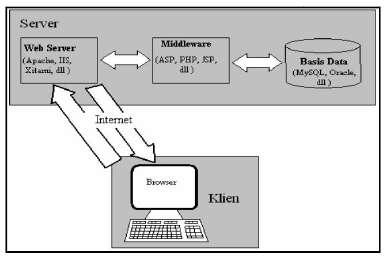 Server
Web Server
(Apache, IIS,
Xitami, dll )
Middleware
(ASP, PHP, JSP,
dll )
Basis Data
(MySQL, Oracle,
dll )
Internet
Browser
Klien